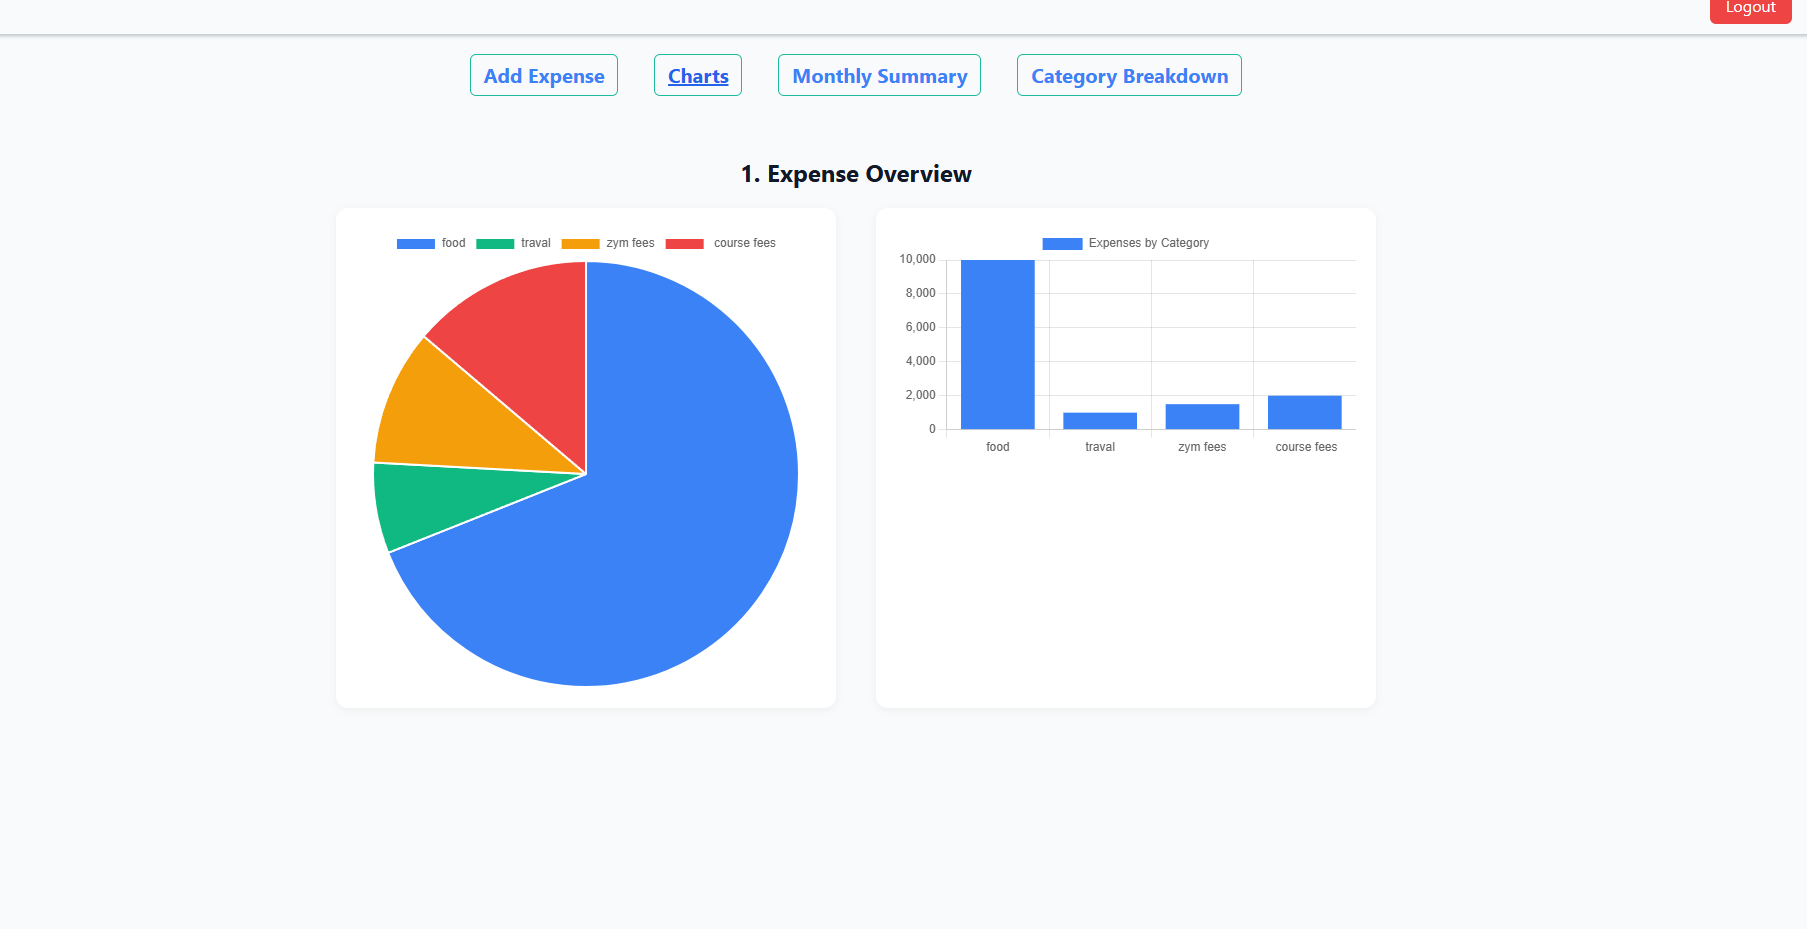 Logout
Add Expense Charts Monthly Summary Category Breakdown
1. Expense Overview
food traval zym fees course fees
Expenses by Category
10,000
8,000
6,000
4,000
2,000
0
food traval zym fees course fees